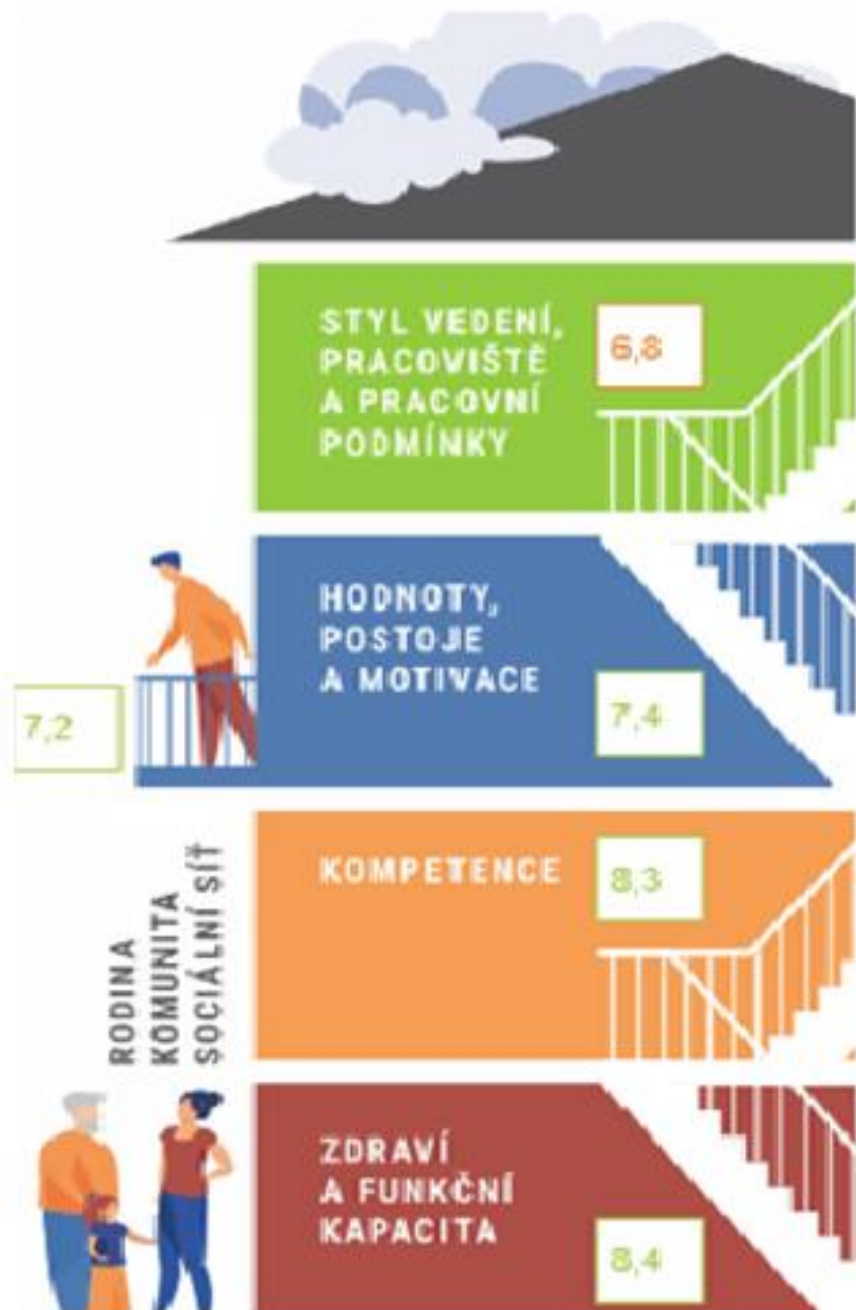 STYL VEDENÍ,
PRACOVIŠTĚ
A PRACOVNÍ
PODMÍNKY
6,8
HODNOTY,
POSTOJE
A MOTIVACE
7,4
7,2
KOMPETENCE
8,3
RODINA
KOMUNITA
SOCIÁLNÍ SÍŤ
ZDRAVÍ
A FUNKČNÍ
KAPACITA
8,4